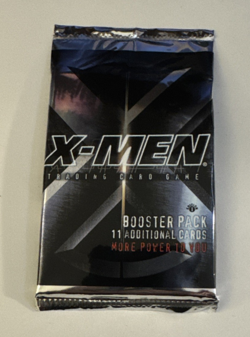 X-MEN®
TRADING CARD GAME
BOOSTER PACK
11 ADDITIONAL CARDS
MORE POWER TO YOU